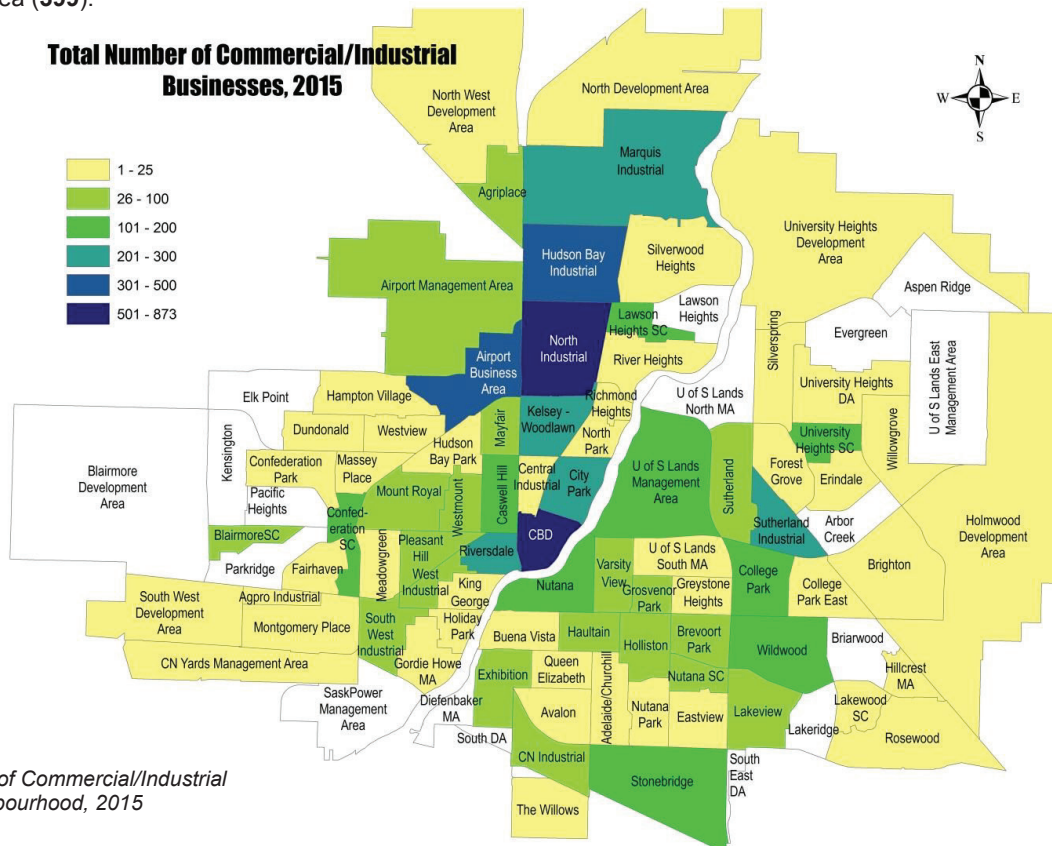 ca (399).
Total Number of Commercial/Industrial
Businesses, 2015
N
W
E
S
1 - 25
26 - 100
101 - 200
201 - 300
301 - 500
501 - 873
North West
Development
Area
North Development Area
Marquis
Industrial
Agriplace
University Heights
Development
Area
Hudson Bay
Industrial
Silverwood
Heights
Airport Management Area
Aspen Ridge
Lawson
Heights
Lawson
Heights SC
Evergreen
North
Industrial
Silverspring
U of S Lands East
Management Area
Airport
Business
Area
River Heights
University Heights
DA
Elk Point
Hampton Village
Richmond
Heights
U of S Lands
North MA
Willowgrove
Kensington
Dundonald
Westview
Mayfair
Kelsey -
Woodlawn
North
Park
University
Heights SC
Hudson
Bay Park
Blairmore
Development
Area
Confederation
Park
Massey
Place
Central
Industrial
City
Park
U of S Lands
Management
Area
Sutherland
Forest
Grove
Erindale
Pacific
Heights
Mount Royal
Westmount
Caswell Hill
Sutherland
Industrial
Arbor
Creek
Holmwood
Development
Area
Confed-
eration
SC
BlairmoreSC
Pleasant
Hill
Riversdale
CBD
Parkridge
Fairhaven
Meadowgreen
West
Industrial
King
George
Nutana
Varsity
View
U of S Lands
South MA
College
Park
Brighton
South West
Development
Area
Agpro Industrial
Grosvenor
Park
Greystone
Heights
College
Park East
Montgomery Place
South
West
Industrial
Holiday
Park
Buena Vista
Haultain
Holliston
Brevoort
Park
Wildwood
Briarwood
CN Yards Management Area
Gordie Howe
MA
Exhibition
Queen
Elizabeth
Adelaide/Churchill
Nutana SC
Hillcrest
MA
SaskPower
Management
Area
Diefenbaker
MA
Avalon
Nutana
Park
Eastview
Lakeview
Lakewood
SC
Lakeridge
Rosewood
South DA
CN Industrial
Stonebridge
South
East
DA
The Willows
of Commercial/Industrial
bourhood, 2015